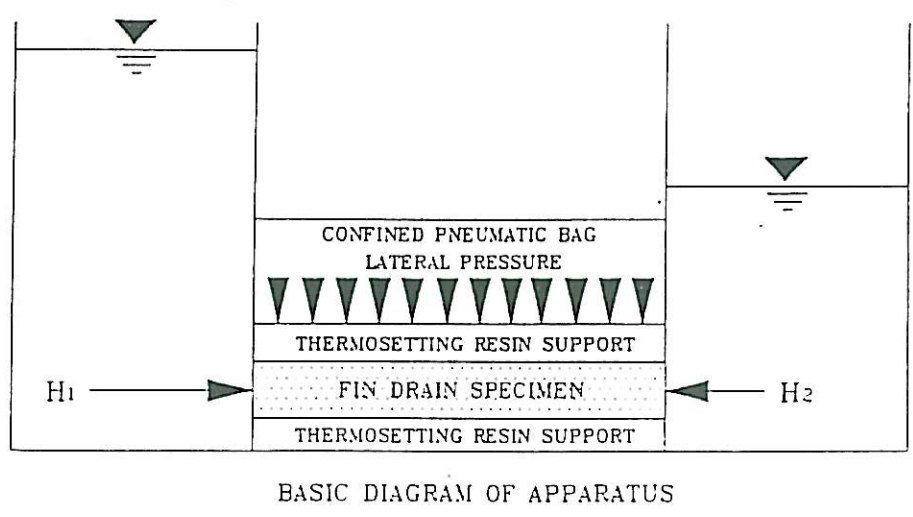 CONFINED PNEUMATIC BAG
LATERAL PRESSURE
THERMOSETTING RESIN SUPPORT
H1
FIN DRAIN SPECIMEN
H2
THERMOSETTING RESIN SUPPORT
BASIC DIAGRAM OF APPARATUS